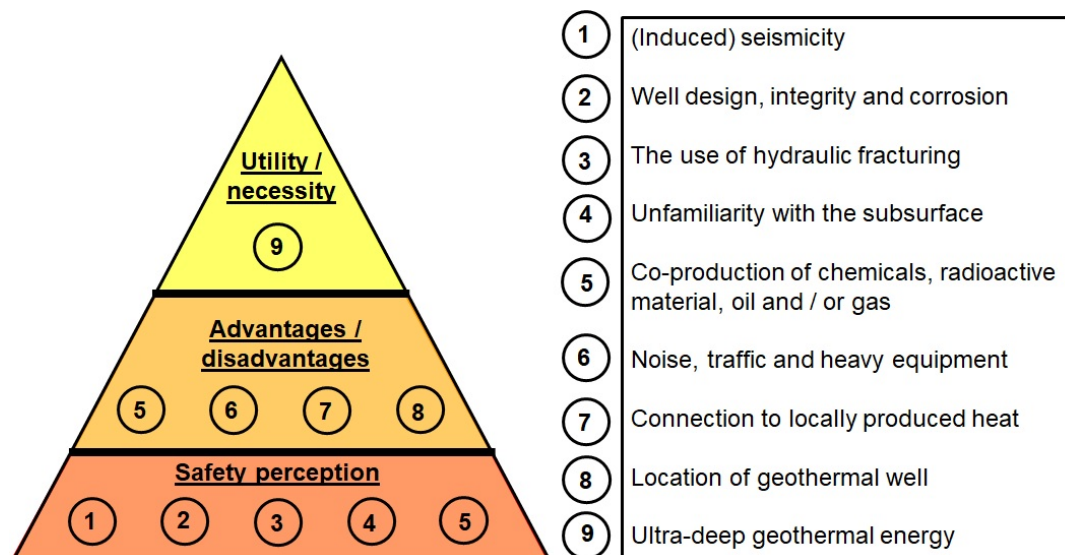 Utility /
necessity
9
Advantages /
disadvantages
5 6 7 8
Safety perception
1 2 3 4 5
1 (Induced) seismicity
2 Well design, integrity and corrosion
3 The use of hydraulic fracturing
4 Unfamiliarity with the subsurface
5 Co-production of chemicals, radioactive
material, oil and / or gas
6 Noise, traffic and heavy equipment
7 Connection to locally produced heat
8 Location of geothermal well
9 Ultra-deep geothermal energy